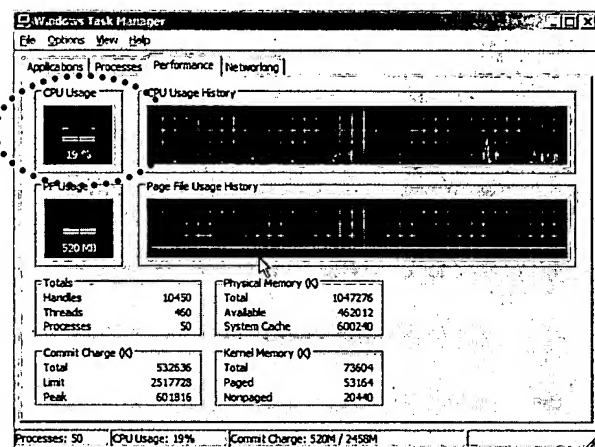 Windows Task Manager
File Options View Help
Applications Processes Performance Networking
CPU Usage
CPU Usage History
19 %
PF Usage
Page File Usage History
520 MB
Totals
Handles 10450
Threads 460
Processes 50
Physical Memory (K)
Total 1047276
Available 462012
System Cache 600240
Commit Charge (K)
Total 532636
Limit 2517728
Peak 601816
Kernel Memory (K)
Total 73604
Paged 53164
Nonpaged 20440
Processes: 50 CPU Usage: 19% Commit Charge: 520M / 2458M